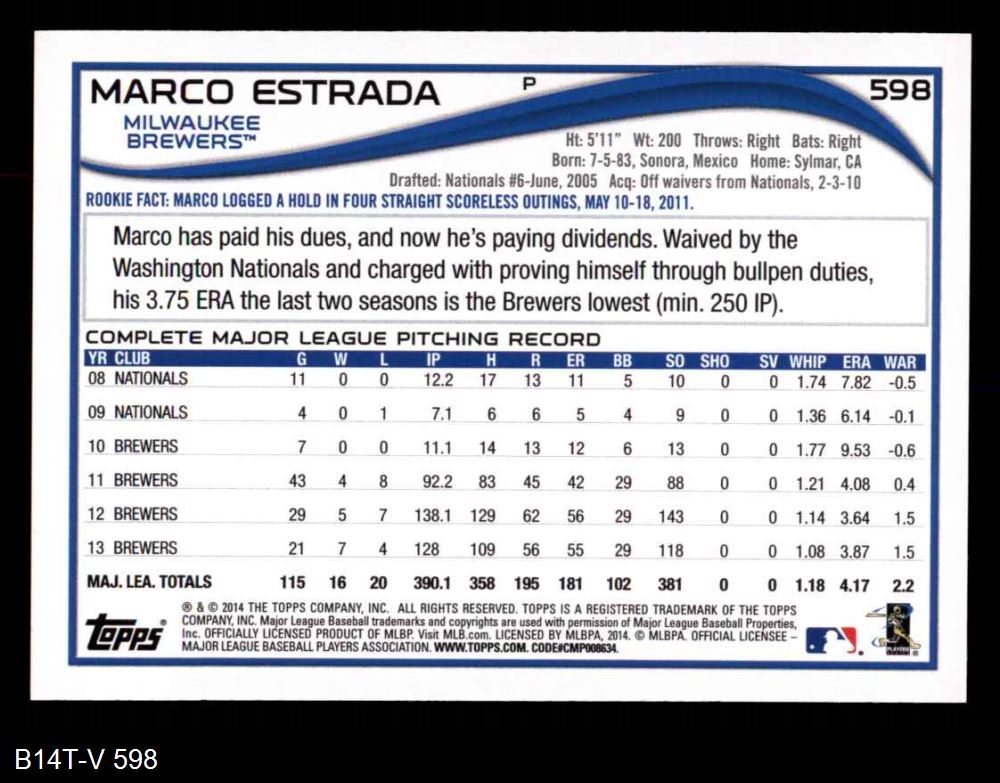 MARCO ESTRADA P 598
MILWAUKEE
BREWERS™
Ht: 5'11" Wt: 200 Throws: Right Bats: Right
Born: 7-5-83, Sonora, Mexico Home: Sylmar, CA
Drafted: Nationals #6-June, 2005 Acq: Off waivers from Nationals, 2-3-10
ROOKIE FACT: MARCO LOGGED A HOLD IN FOUR STRAIGHT SCORELESS OUTINGS, MAY 10-18, 2011.
Marco has paid his dues, and now he's paying dividends. Waived by the
Washington Nationals and charged with proving himself through bullpen duties,
his 3.75 ERA the last two seasons is the Brewers lowest (min. 250 IP).
COMPLETE MAJOR LEAGUE PITCHING RECORD
YR CLUB G W L IP H R ER BB SO SHO SV WHIP ERA WAR
08 NATIONALS 11 0 0 12.2 17 13 11 5 10 0 0 1.74 7.82 -0.5
09 NATIONALS 4 0 1 7.1 6 6 5 4 9 0 0 1.36 6.14 -0.1
10 BREWERS 7 0 0 11.1 14 13 12 6 13 0 0 1.77 9.53 -0.6
11 BREWERS 43 4 8 92.2 83 45 42 29 88 0 0 1.21 4.08 0.4
12 BREWERS 29 5 7 138.1 129 62 56 29 143 0 0 1.14 3.64 1.5
13 BREWERS 21 7 4 128 109 56 55 29 118 0 0 1.08 3.87 1.5
MAJ. LEA. TOTALS 115 16 20 390.1 358 195 181 102 381 0 0 1.18 4.17 2.2
® & © 2014 THE TOPPS COMPANY, INC. ALL RIGHTS RESERVED. TOPPS IS A REGISTERED TRADEMARK OF THE TOPPS
COMPANY, INC. Major League Baseball trademarks and copyrights are used with permission of Major League Baseball Properties,
Inc. OFFICIALLY LICENSED PRODUCT OF MLBP. Visit MLB.com. LICENSED BY MLBPA, 2014. © MLBPA. OFFICIAL LICENSEE –
MAJOR LEAGUE BASEBALL PLAYERS ASSOCIATION. WWW.TOPPS.COM. CODE#CMP008634.
TOPPS®
PLAYERS
B14T-V 598